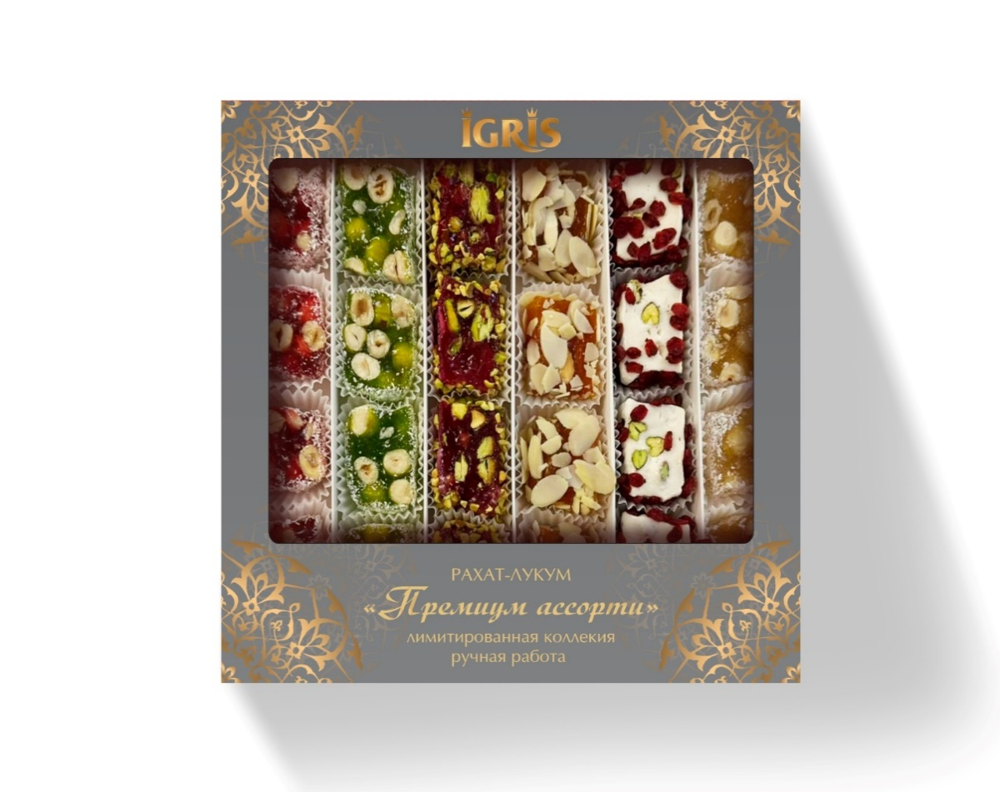 IGRIS
РАХАТ-ЛУКУМ
«Премиум ассорти»
лимитированная коллекия
ручная работа